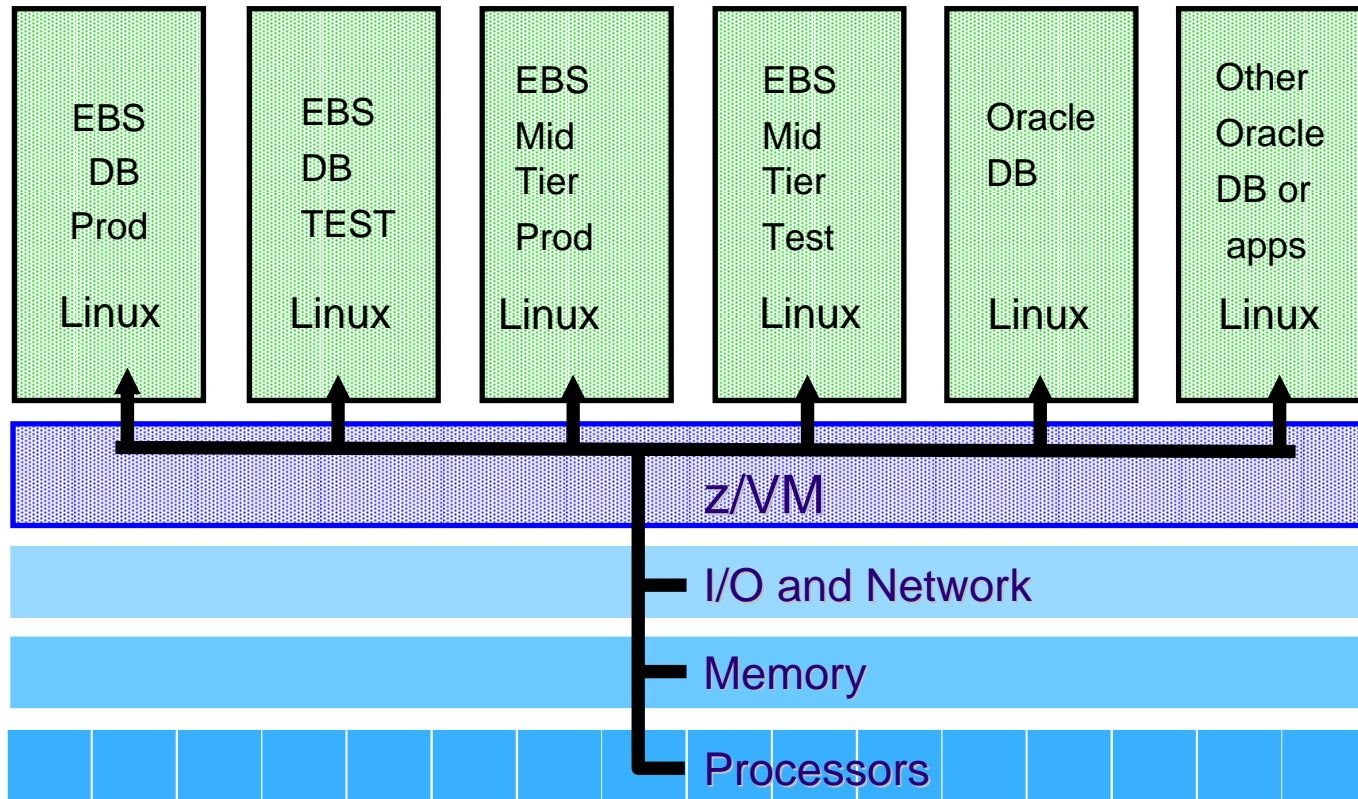 EBS
DB
Prod
Linux
EBS
DB
TEST
Linux
EBS
Mid
Tier
Prod
Linux
EBS
Mid
Tier
Test
Linux
Oracle
DB
Linux
Other
Oracle
DB or
apps
Linux
z/VM
I/O and Network
Memory
Processors